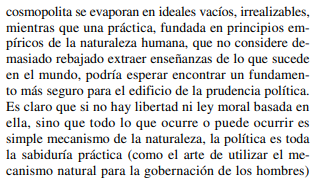 cosmopolita se evaporan en ideales vacíos, irrealizables,
mientras que una práctica, fundada en principios em-
píricos de la naturaleza humana, que no considere de-
masiado rebajado extraer enseñanzas de lo que sucede
en el mundo, podría esperar encontrar un fundamen-
to más seguro para el edificio de la prudencia política.
Es claro que si no hay libertad ni ley moral basada en
ella, sino que todo lo que ocurre o puede ocurrir es
simple mecanismo de la naturaleza, la política es toda
la sabiduría práctica (como el arte de utilizar el me-
canismo natural para la gobernación de los hombres)